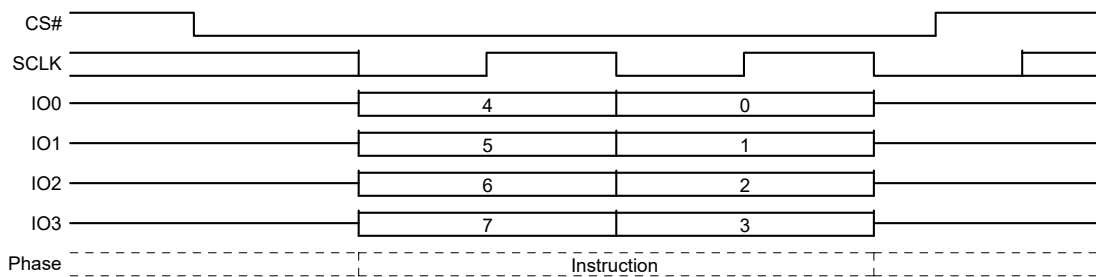 CS#
SCLK
IO0 4 0
IO1 5 1
IO2 6 2
IO3 7 3
Phase Instruction